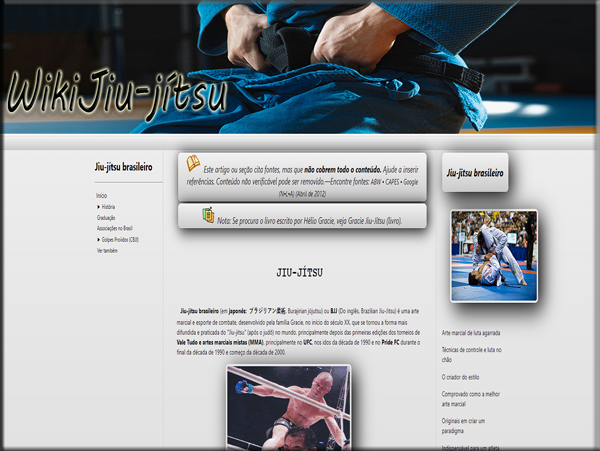 WikiJiu-jítsu
Jiu-jitsu brasileiro
Início
História
Graduação
Associações no Brasil
Golpes Proíidos (CBJJ)
Ver também
Este artigo ou seção cita fontes, mas que não cobrem todo o conteúdo. Ajude a inserir
referências. Conteúdo não verificável pode ser removido.—Encontre fontes: ABW • CAPES • Google
(N•L•A) (Abril de 2012)
Nota: Se procura o livro escrito por Hélio Gracie, veja Gracie Jiu-Jitsu (livro).
JIU-JÍTSU
Jiu-jitsu brasileiro (em japonês: ブラジリアン柔術, Burajirian jūjutsu) ou BJJ (Do inglês, Brazilian Jiu-Jitsu) é uma arte
marcial e esporte de combate, desenvolvido pela família Gracie, no início do século XX, que se tornou a forma mais
difundida e praticada do "Jiu-jitsu" (após o judô) no mundo, principalmente depois das primeiras edições dos torneios de
Vale Tudo e artes marciais mistas (MMA), principalmente no UFC, nos idos da década de 1990 e no Pride FC durante o
final da década de 1990 e começo da década de 2000.
Jiu-jitsu brasileiro
Arte marcial de luta agarrada
Técnicas de controle e luta no
chão
O criador do estilo
Comprovado como a melhor
arte marcial
Originais em criar um
paradigma
Indispensável para um atleta